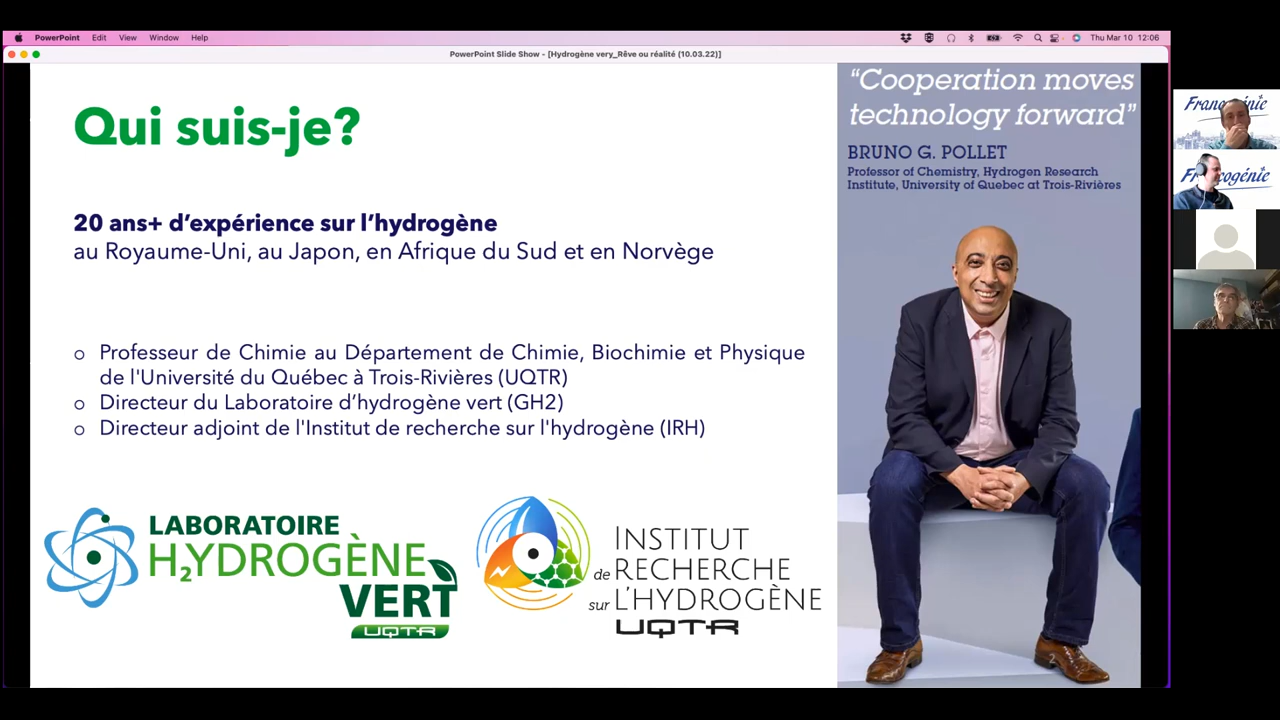 PowerPoint Edit View Window Help
Thu Mar 10 12:06
PowerPoint Slide Show - [Hydrogène very_Rêve ou réalité (10.03.22)]
Qui suis-je?
20 ans+ d’expérience sur l’hydrogène
au Royaume-Uni, au Japon, en Afrique du Sud et en Norvège
o Professeur de Chimie au Département de Chimie, Biochimie et Physique
de l'Université du Québec à Trois-Rivières (UQTR)
o Directeur du Laboratoire d’hydrogène vert (GH2)
o Directeur adjoint de l'Institut de recherche sur l'hydrogène (IRH)
LABORATOIRE
H2YDROGÈNE
VERT
UQTR
INSTITUT
de RECHERCHE
sur L’HYDROGÈNE
UQTR
“Cooperation moves
technology forward”
BRUNO G. POLLET
Professor of Chemistry, Hydrogen Research
Institute, University of Quebec at Trois-Rivières
2